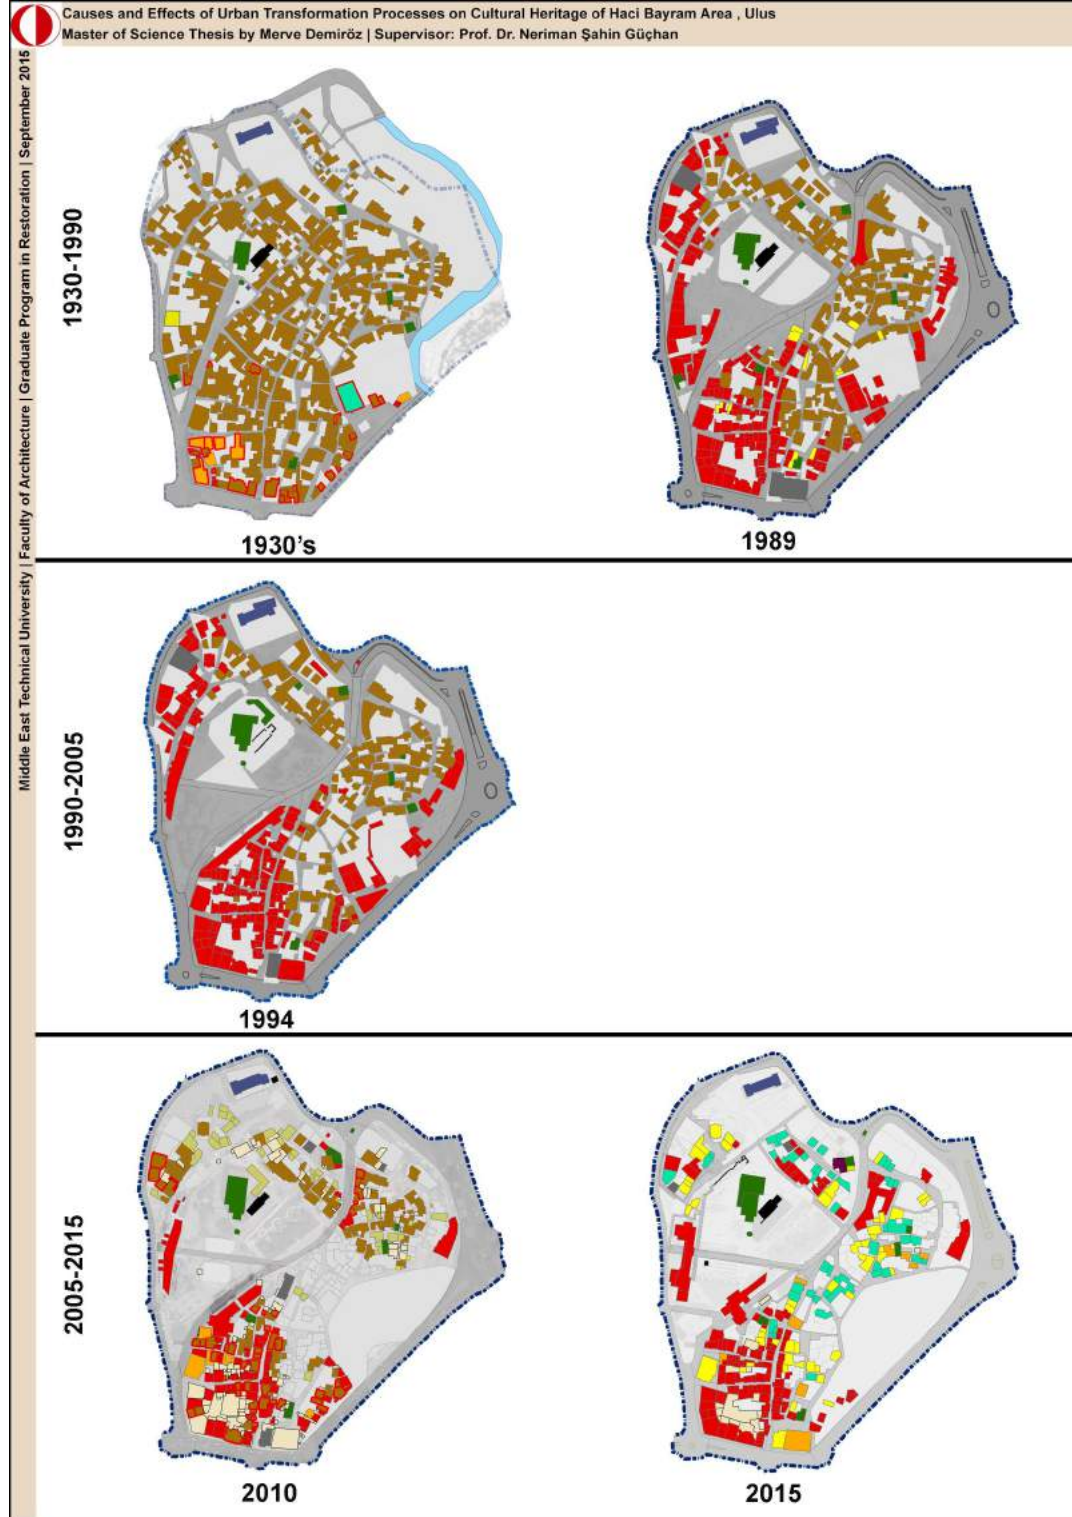 Causes and Effects of Urban Transformation Processes on Cultural Heritage of Haci Bayram Area , Ulus
Master of Science Thesis by Merve Demiröz | Supervisor: Prof. Dr. Neriman Şahin Güçhan
Middle East Technical University | Faculty of Architecture | Graduate Program in Restoration | September 2015
1930-1990
1930's
1989
1990-2005
1994
2005-2015
2010
2015